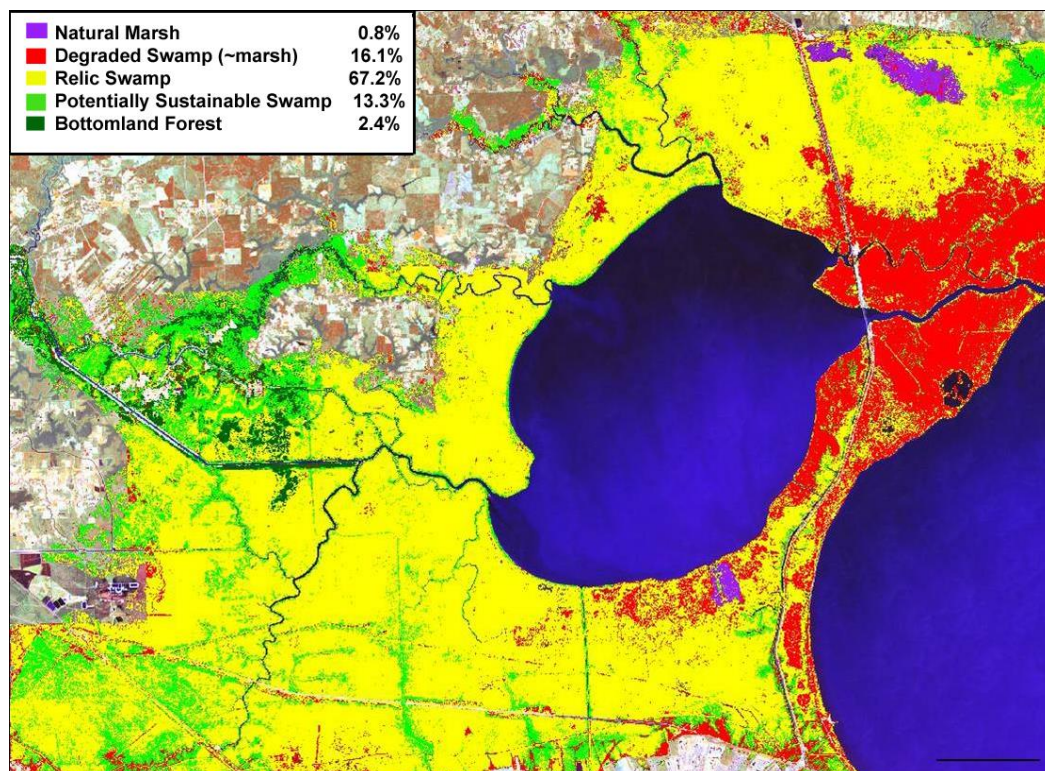 Natural Marsh 0.8%
Degraded Swamp (~marsh) 16.1%
Relic Swamp 67.2%
Potentially Sustainable Swamp 13.3%
Bottomland Forest 2.4%